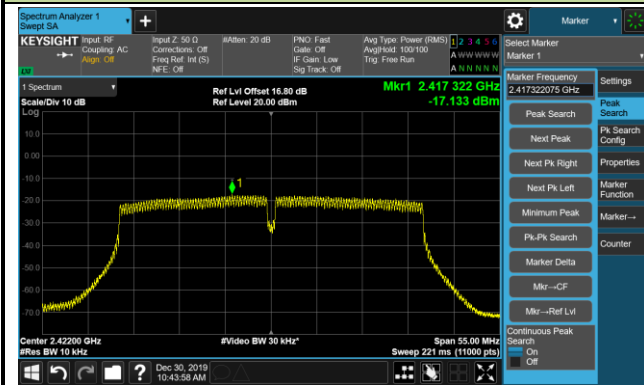 Spectrum Analyzer 1
Swept SA
+
Marker
KEYSIGHT
Input: RF
Coupling: AC
Align: Off
Input Z: 50 Ω
Corrections: Off
Freq Ref: Int (S)
NFE: Off
#Atten: 20 dB
PNO: Fast
Gate: Off
IF Gain: Low
Sig Track: Off
Avg Type: Power (RMS)
Avg|Hold: 100/100
Trig: Free Run
1 2 3 4 5 6
A W W W W W
A N N N N N
Select Marker
Marker 1
LXI
1 Spectrum
Scale/Div 10 dB
Ref Lvl Offset 16.80 dB
Ref Level 20.00 dBm
Mkr1 2.417 322 GHz
-17.133 dBm
Marker Frequency
2.417322075 GHz
Settings
Peak Search
Next Peak
Next Pk Right
Next Pk Left
Minimum Peak
Pk-Pk Search
Marker Delta
Mkr→CF
Mkr→Ref Lvl
Continuous Peak
Search
On
Off
Peak
Search
Pk Search
Config
Properties
Marker
Function
Marker→
Counter
Log
10.0
0.00
-10.0
-20.0
-30.0
-40.0
-50.0
-60.0
-70.0
1
Center 2.42200 GHz
#Res BW 10 kHz
#Video BW 30 kHz*
Span 55.00 MHz
Sweep 221 ms (11000 pts)
?
Dec 30, 2019
10:43:58 AM